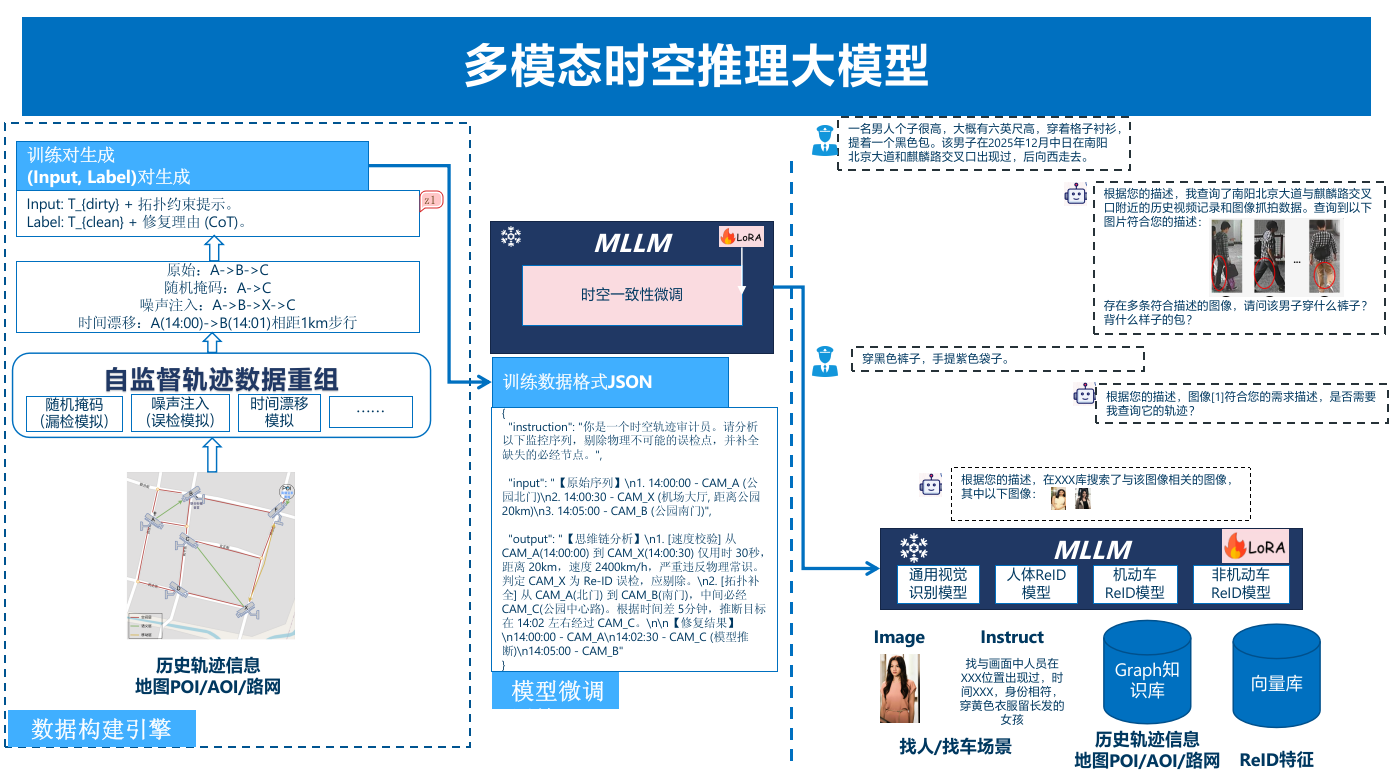 多模态时空推理大模型
训练对生成
(Input, Label)对生成
Input: T_{dirty} + 拓扑约束提示。
Label: T_{clean} + 修复理由 (CoT)。
z1
原始：A->B->C
随机掩码：A->C
噪声注入：A->B->X->C
时间漂移：A(14:00)->B(14:01)相距1km步行
自监督轨迹数据重组
随机掩码
（漏检模拟）
噪声注入
（误检模拟）
时间漂移
模拟
……
POI
历史轨迹信息
地图POI/AOI/路网
数据构建引擎
MLLM
LoRA
时空一致性微调
训练数据格式JSON
{
"instruction": "你是一个时空轨迹审计员。请分析
以下监控序列，剔除物理不可能的误检点，并补全
缺失的必经节点。",
"input": "【原始序列】\n1. 14:00:00 - CAM_A (公
园北门)\n2. 14:00:30 - CAM_X (机场大厅, 距离公园
20km)\n3. 14:05:00 - CAM_B (公园南门)",
"output": "【思维链分析】\n1. [速度校验] 从
CAM_A(14:00:00) 到 CAM_X(14:00:30) 仅用时 30秒，
距离 20km，速度 2400km/h，严重违反物理常识。
判定 CAM_X 为 Re-ID 误检，应剔除。\n2. [拓扑补
全] 从 CAM_A(北门) 到 CAM_B(南门)，中间必经
CAM_C(公园中心路)。根据时间差 5分钟，推断目标
在 14:02 左右经过 CAM_C。\n\n【修复结果】
\n14:00:00 - CAM_A\n14:02:30 - CAM_C (模型推
断)\n14:05:00 - CAM_B"
}
模型微调
一名男人个子很高，大概有六英尺高，穿着格子衬衫，
提着一个黑色包。该男子在2025年12月中日在南阳
北京大道和麒麟路交叉口出现过，后向西走去。
根据您的描述，我查询了南阳北京大道与麒麟路交叉
口附近的历史视频记录和图像抓拍数据。查询到以下
图片符合您的描述：
...
存在多条符合描述的图像，请问该男子穿什么裤子？
背什么样子的包？
穿黑色裤子，手提紫色袋子。
根据您的描述，图像[1]符合您的需求描述，是否需要
我查询它的轨迹？
根据您的描述，在XXX库搜索了与该图像相关的图像，
其中以下图像：
MLLM
LoRA
通用视觉
识别模型
人体ReID
模型
机动车
ReID模型
非机动车
ReID模型
Image
Instruct
找与画面中人员在
XXX位置出现过，时
间XXX，身份相符，
穿黄色衣服留长发的
女孩
找人/找车场景
Graph知
识库
历史轨迹信息
地图POI/AOI/路网
向量库
ReID特征